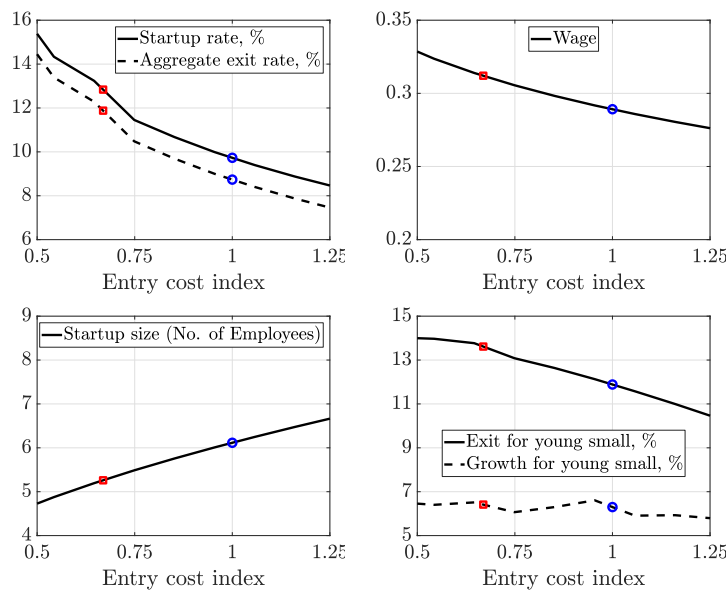 16
14
12
10
8
6
Startup rate, %
Aggregate exit rate, %
0.5 0.75 1 1.25
Entry cost index
0.35
0.3
0.25
0.2
Wage
0.5 0.75 1 1.25
Entry cost index
9
8
7
6
5
4
Startup size (No. of Employees)
0.5 0.75 1 1.25
Entry cost index
15
13
11
9
7
5
Exit for young small, %
Growth for young small, %
0.5 0.75 1 1.25
Entry cost index